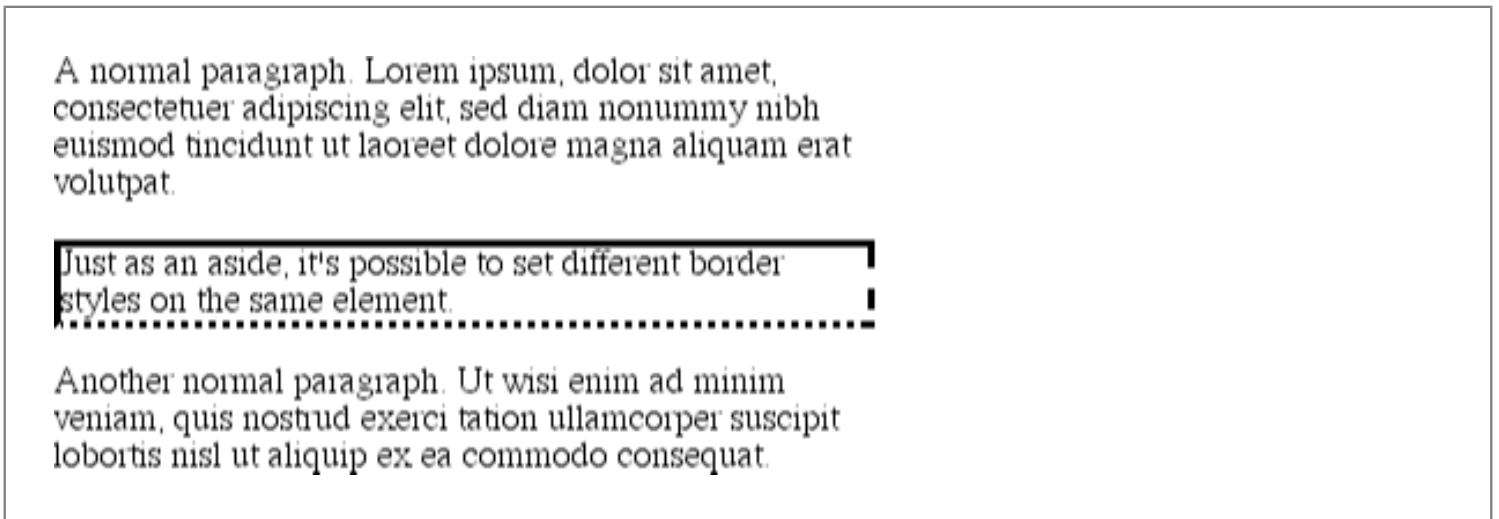 A normal paragraph. Lorem ipsum, dolor sit amet,
consectetuer adipiscing elit, sed diam nonummy nibh
euismod tincidunt ut laoreet dolore magna aliquam erat
volutpat.
Just as an aside, it's possible to set different border
styles on the same element.
Another normal paragraph. Ut wisi enim ad minim
veniam, quis nostrud exerci tation ullamcorper suscipit
lobortis nisl ut aliquip ex ea commodo consequat.